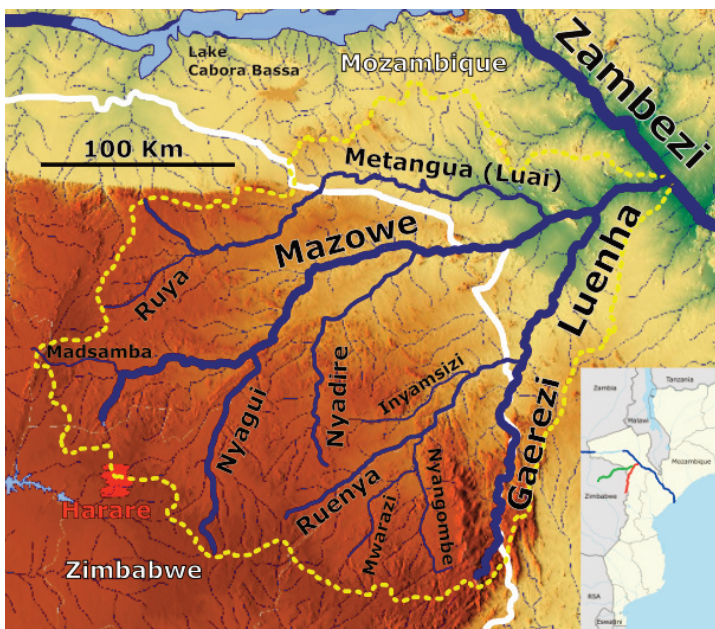 Lake
Cabora Bassa
Mozambique
Zambezi
100 Km
Metangua (Luai)
Mazowe
Luenha
Ruya
Madsamba
Nyadire
Inyamsizi
Nyagui
Gaerezi
Ruenya
Nyangombe
Mwarazi
Harare
Zimbabwe
Tanzania
Zambia
Malawi
Mozambique
Zimbabwe
RSA
Eswatini